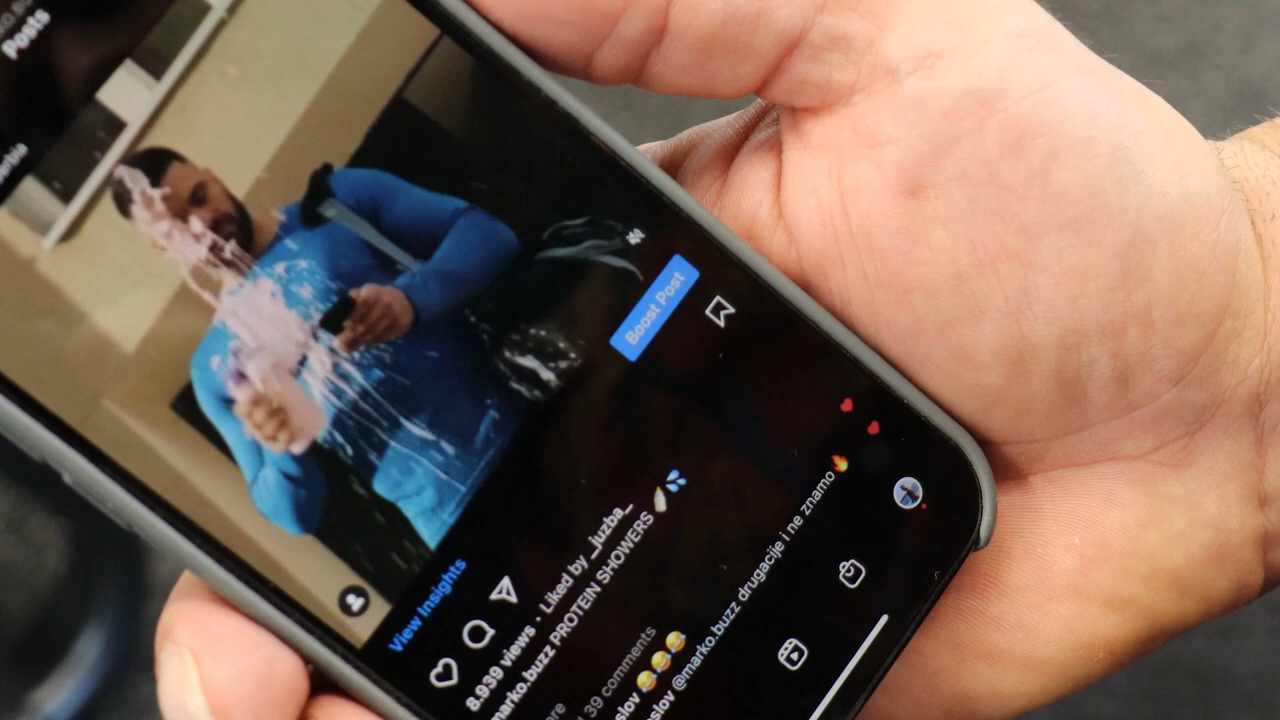 Posts
Boost Post
View Insights
8.939 views · Liked by _juzba_
marko.buzz PROTEIN SHOWERS 🍼💦
39 comments
😂😂😂
@marko.buzz drugacije i ne znamo 🔥